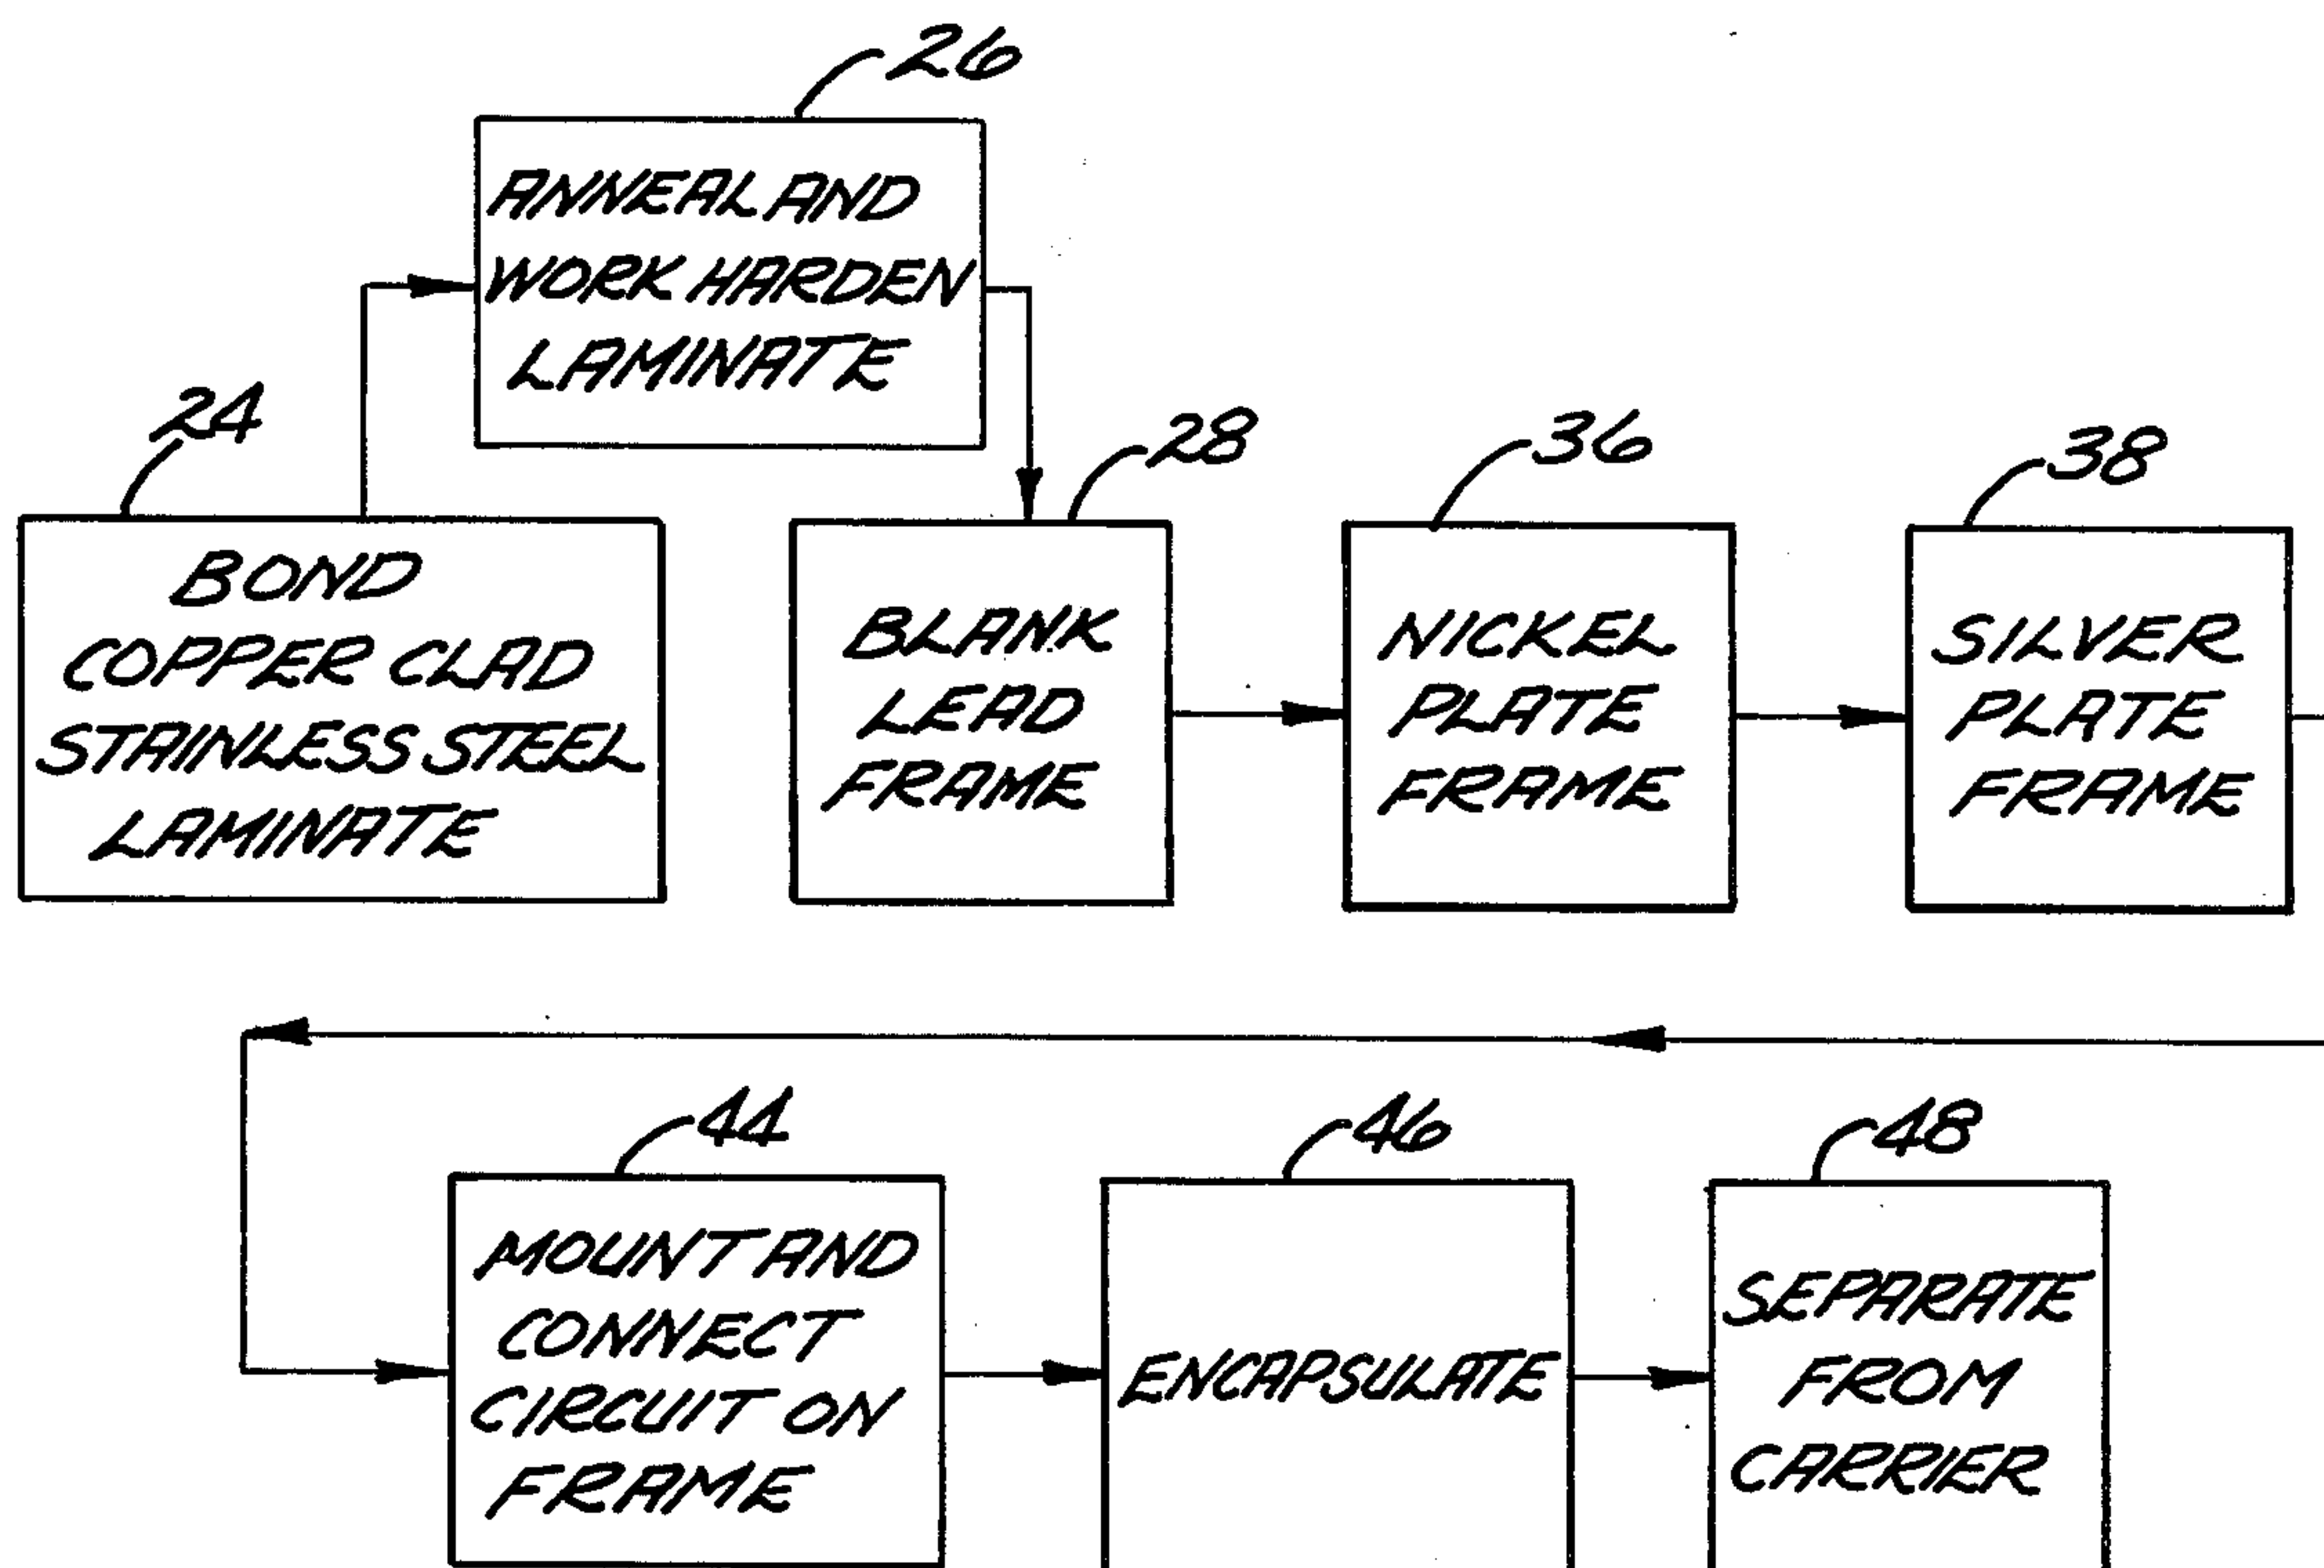 26
ANNEAL AND
WORK HARDEN
LAMINATE
24
BOND
COPPER CLAD
STAINLESS STEEL
LAMINATE
28
BLANK
LEAD
FRAME
36
NICKEL
PLATE
FRAME
38
SILVER
PLATE
FRAME
44
MOUNT AND
CONNECT
CIRCUIT ON
FRAME
46
ENCAPSULATE
48
SEPARATE
FROM
CARRIER